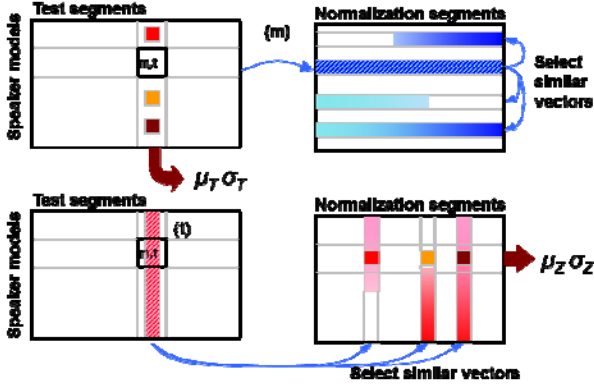 Test segments
Normalization segments
Speaker models
{m}
m,t
Select
similar
vectors
μT σT
Test segments
Normalization segments
Speaker models
{t}
m,t
μZ σZ
Select similar vectors